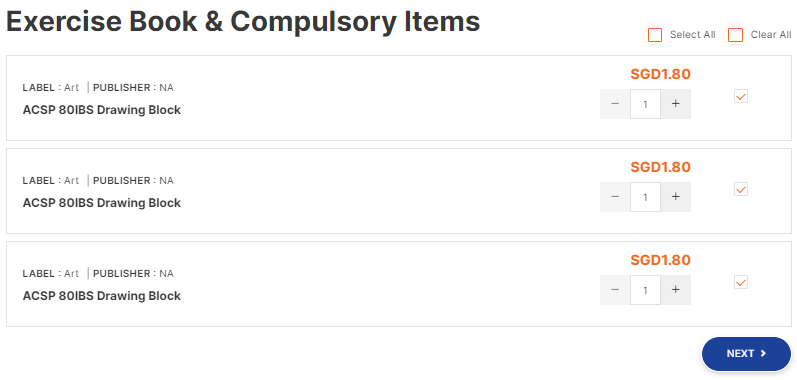 Exercise Book & Compulsory Items
Select All Clear All
SGD1.80
LABEL : Art | PUBLISHER : NA
ACSP 80IBS Drawing Block
− 1 +
SGD1.80
LABEL : Art | PUBLISHER : NA
ACSP 80IBS Drawing Block
− 1 +
SGD1.80
LABEL : Art | PUBLISHER : NA
ACSP 80IBS Drawing Block
− 1 +
NEXT >